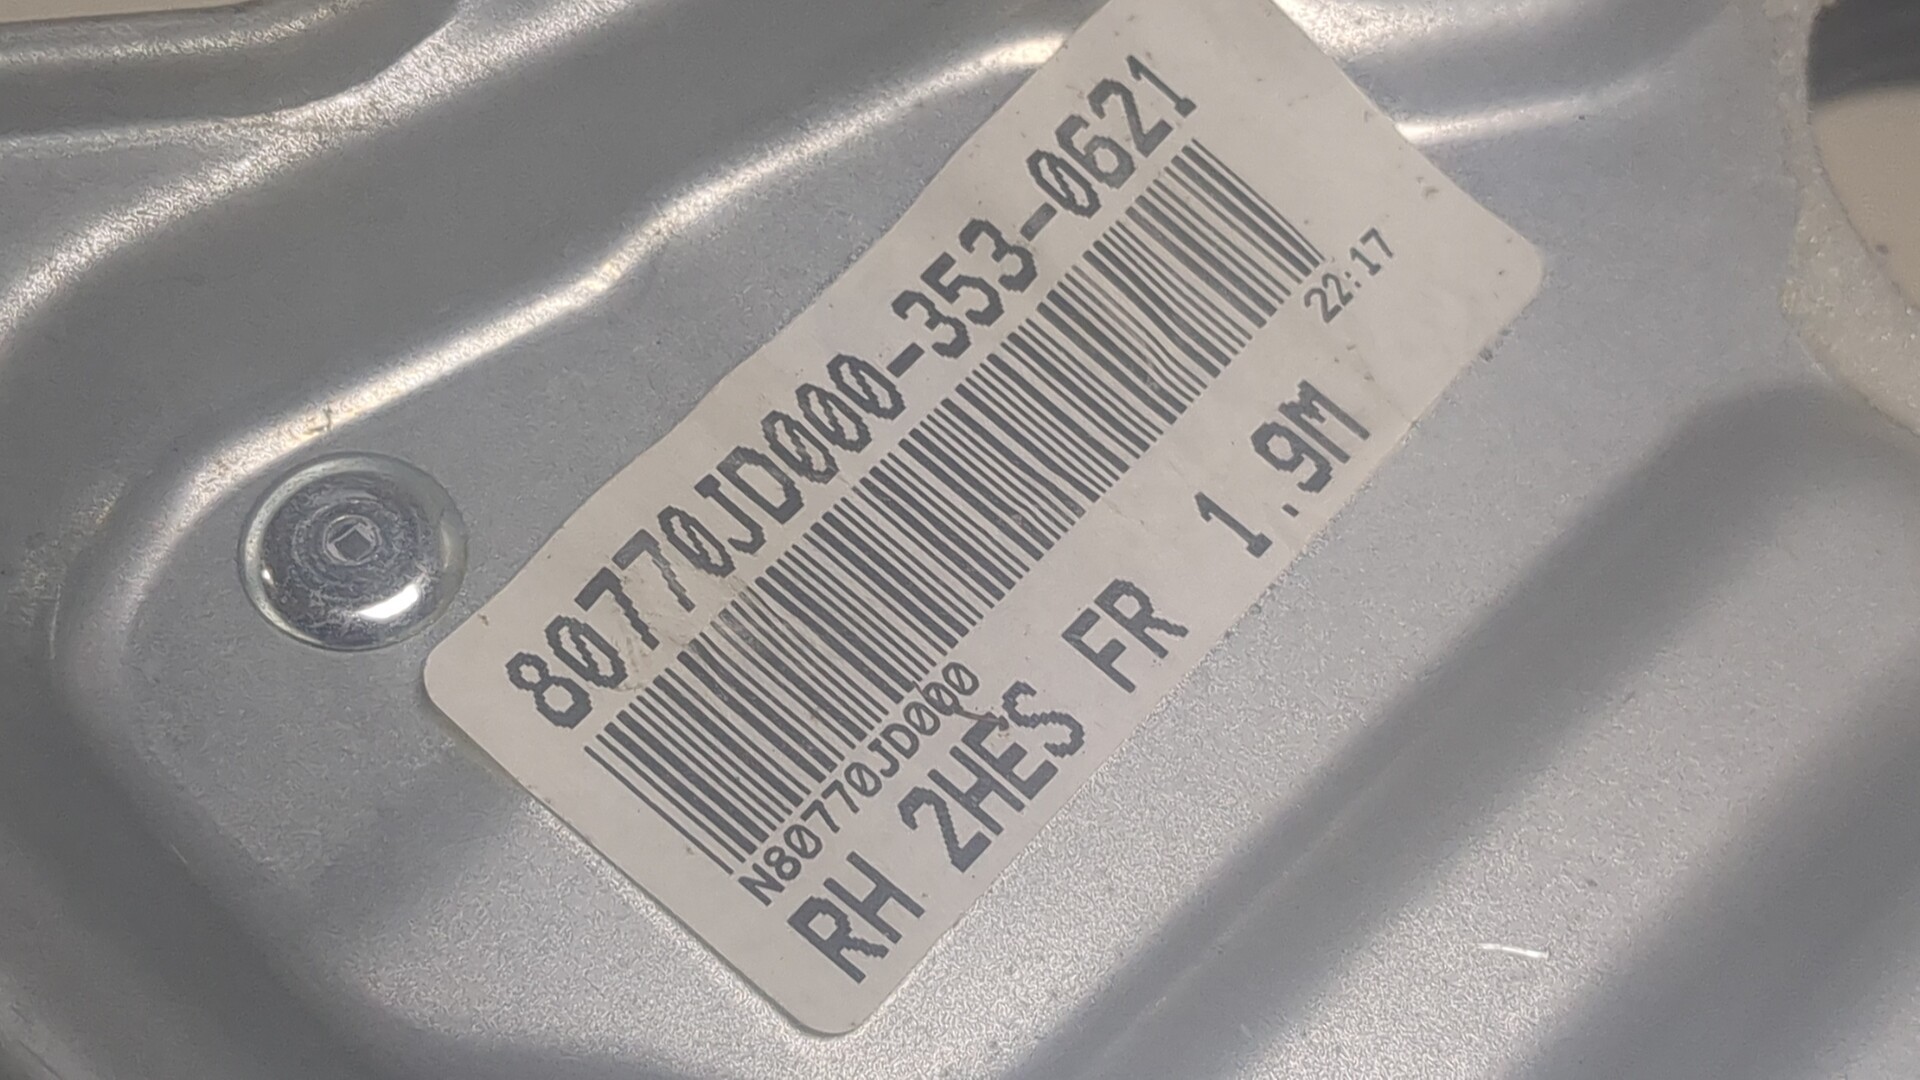 80770JD000-353-0621
22:17
N80770JD000
RH 2HES FR 1.9M